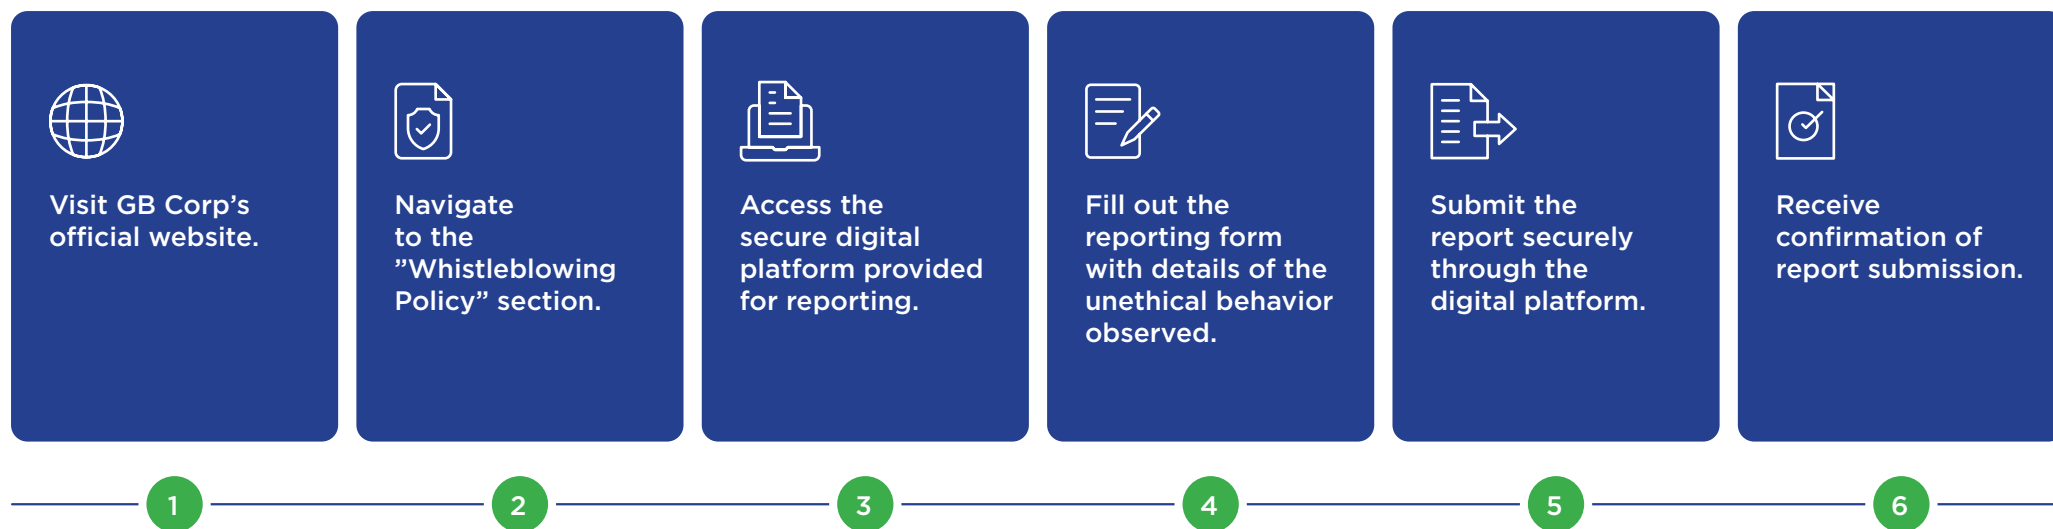 Visit GB Corp’s
official website.
Navigate
to the
”Whistleblowing
Policy” section.
Access the
secure digital
platform provided
for reporting.
Fill out the
reporting form
with details of the
unethical behavior
observed.
Submit the
report securely
through the
digital platform.
Receive
confirmation of
report submission.
1
2
3
4
5
6